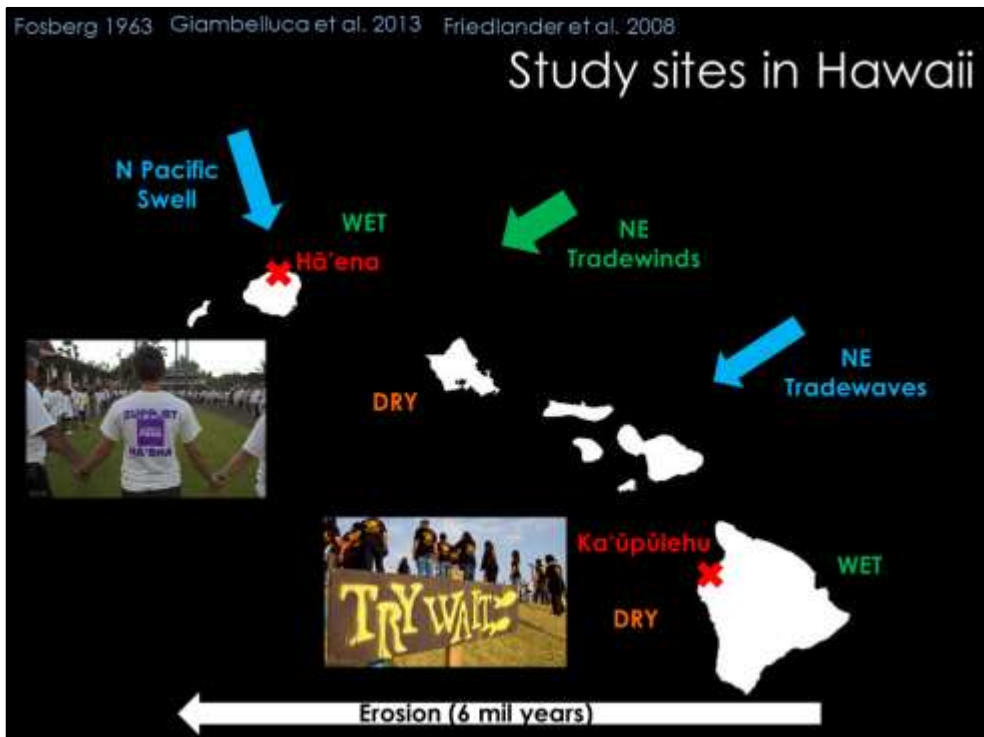 Fosberg 1963 Giambelluca et al. 2013 Friedlander et al. 2008
Study sites in Hawaii
N Pacific
Swell
WET
Hā'ena
NE
Tradewinds
NE
Tradewaves
DRY
SUPPORT
HA'ENA
TRY WAIT
Ka'ūpūlehu
WET
DRY
Erosion (6 mil years)